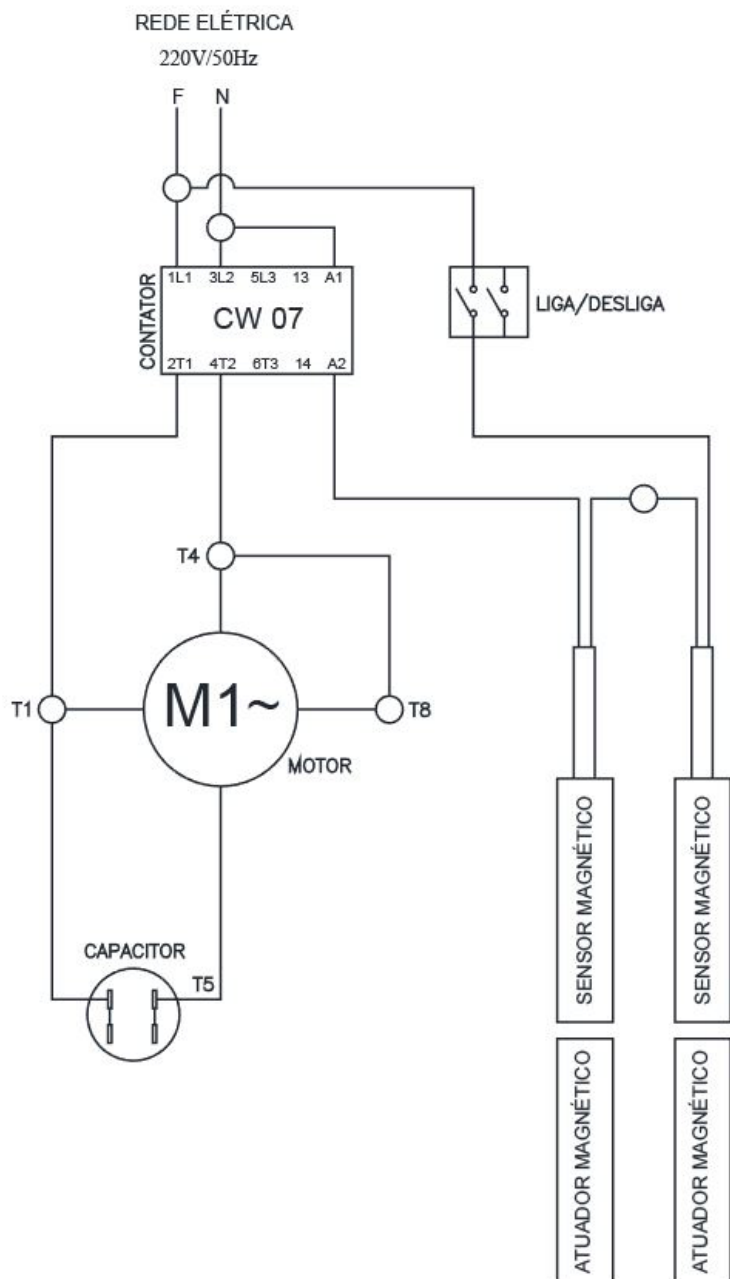 REDE ELÉTRICA
220V/50Hz
F N
1L1 3L2 5L3 13 A1
CONTATOR
CW 07
2T1 4T2 6T3 14 A2
LIGA/DESLIGA
T4
T1
M1~
T8
MOTOR
CAPACITOR
T5
SENSOR MAGNÉTICO
SENSOR MAGNÉTICO
ATUADOR MAGNÉTICO
ATUADOR MAGNÉTICO